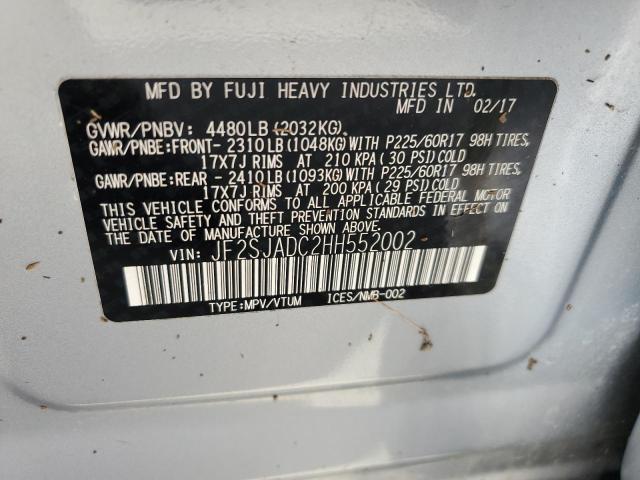 MFD BY FUJI HEAVY INDUSTRIES LTD.
MFD IN 02/17
GVWR/PNBV: 4480LB (2032KG)
GAWR/PNBE:FRONT- 2310LB (1048KG) WITH P225/60R17 98H TIRES,
17X7J RIMS AT 210 KPA (30 PSI) COLD
GAWR/PNBE:REAR - 2410LB (1093KG) WITH P225/60R17 98H TIRES,
17X7J RIMS AT 200 KPA (29 PSI) COLD
THIS VEHICLE CONFORMS TO ALL APPLICABLE FEDERAL MOTOR
VEHICLE SAFETY AND THEFT PREVENTION STANDARDS IN EFFECT ON
THE DATE OF MANUFACTURE SHOWN ABOVE.
VIN: JF2SJADC2HH552002
TYPE:MPV/VTUM ICES/NMB-002